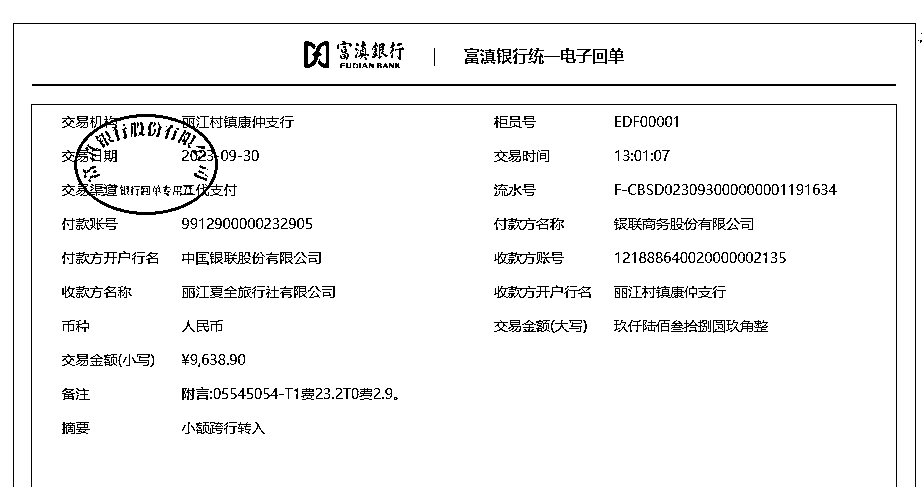 富滇銀行 FUDIAN BANK 富滇银行统一电子回单
交易机构 丽江村镇康仲支行 柜员号 EDF00001
富滇银行股份有限公司
交易日期 2023-09-30 交易时间 13:01:07
交易渠道 银行回单专用 代支付 流水号 F-CBSD023093000000001191634
付款账号 9912900000232905 付款方名称 银联商务股份有限公司
付款方开户行名 中国银联股份有限公司 收款方账号 121888640020000002135
收款方名称 丽江夏全旅行社有限公司 收款方开户行名 丽江村镇康仲支行
币种 人民币 交易金额(大写) 玖仟陆佰叁拾捌圆玖角整
交易金额(小写) ¥9,638.90
备注 附言:05545054-T1费23.2T0费2.9。
摘要 小额跨行转入